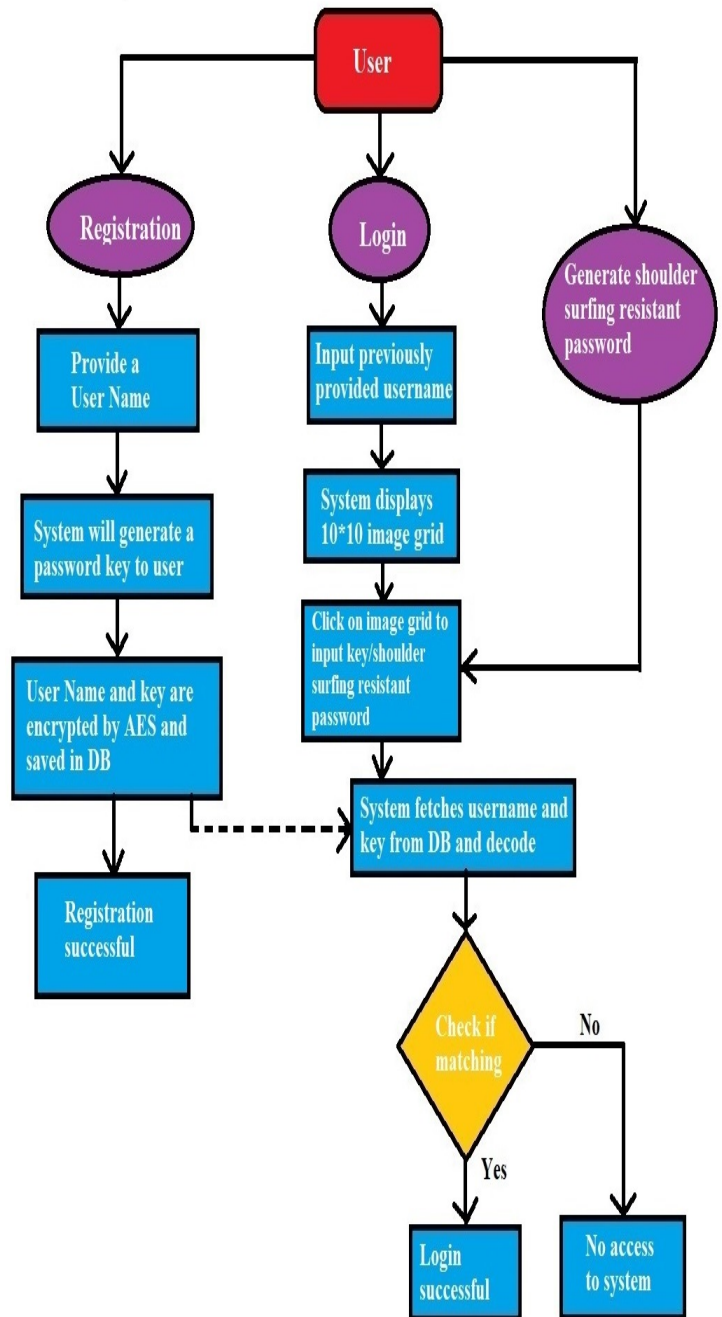 User
Registration
Login
Generate shoulder
surfing resistant
password
Provide a
User Name
Input previously
provided username
System will generate a
password key to user
System displays
10*10 image grid
User Name and key are
encrypted by AES and
saved in DB
Click on image grid to
input key/shoulder
surfing resistant
password
System fetches username and
key from DB and decode
Registration
successful
Check if
matching
No
Yes
Login
successful
No access
to system